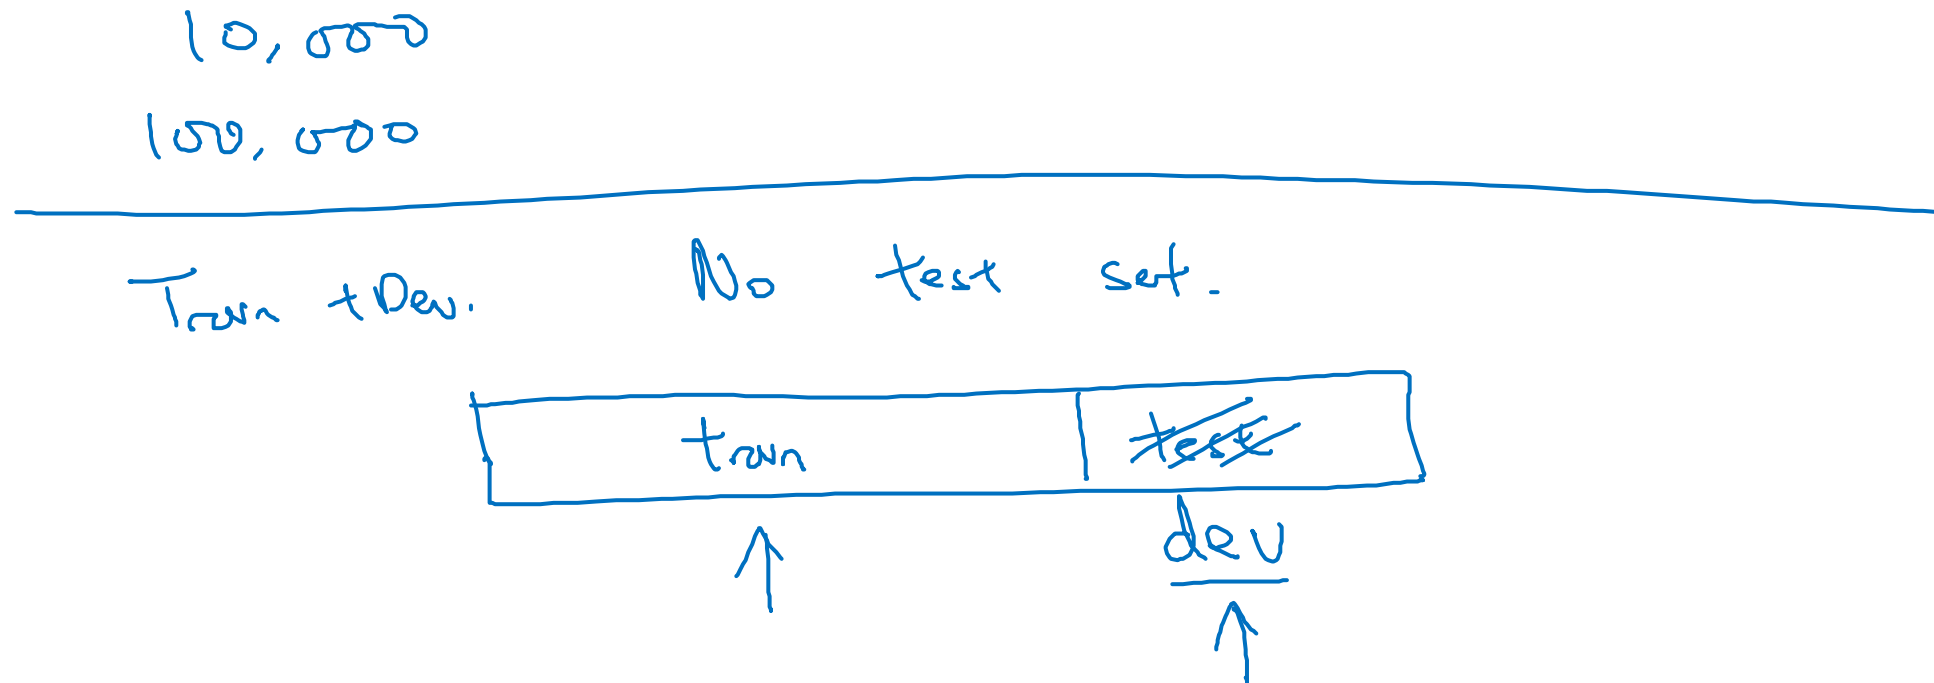 10,000
100,000
Train + Dev. No test set.
train test
dev